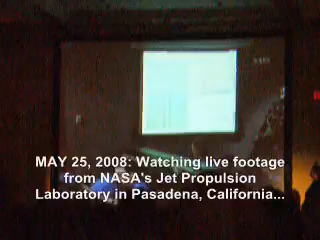 MAY 25, 2008: Watching live footage
from NASA's Jet Propulsion
Laboratory in Pasadena, California...